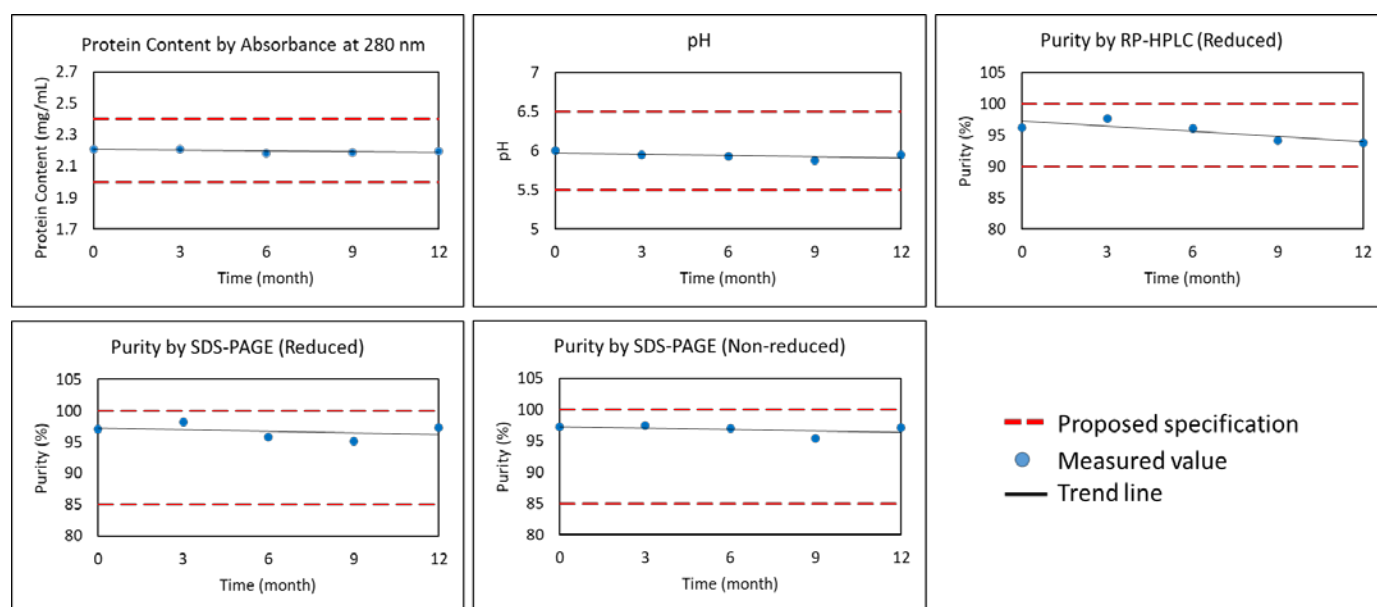 Protein Content by Absorbance at 280 nm
Protein Content (mg/mL)
2.7
2.5
2.3
2.1
1.9
1.7
0 3 6 9 12
Time (month)
pH
pH
7
6.5
6
5.5
5
0 3 6 9 12
Time (month)
Purity by RP-HPLC (Reduced)
Purity (%)
105
100
95
90
85
80
0 3 6 9 12
Time (month)
Purity by SDS-PAGE (Reduced)
Purity (%)
105
100
95
90
85
80
0 3 6 9 12
Time (month)
Purity by SDS-PAGE (Non-reduced)
Purity (%)
105
100
95
90
85
80
0 3 6 9 12
Time (month)
Proposed specification
Measured value
Trend line